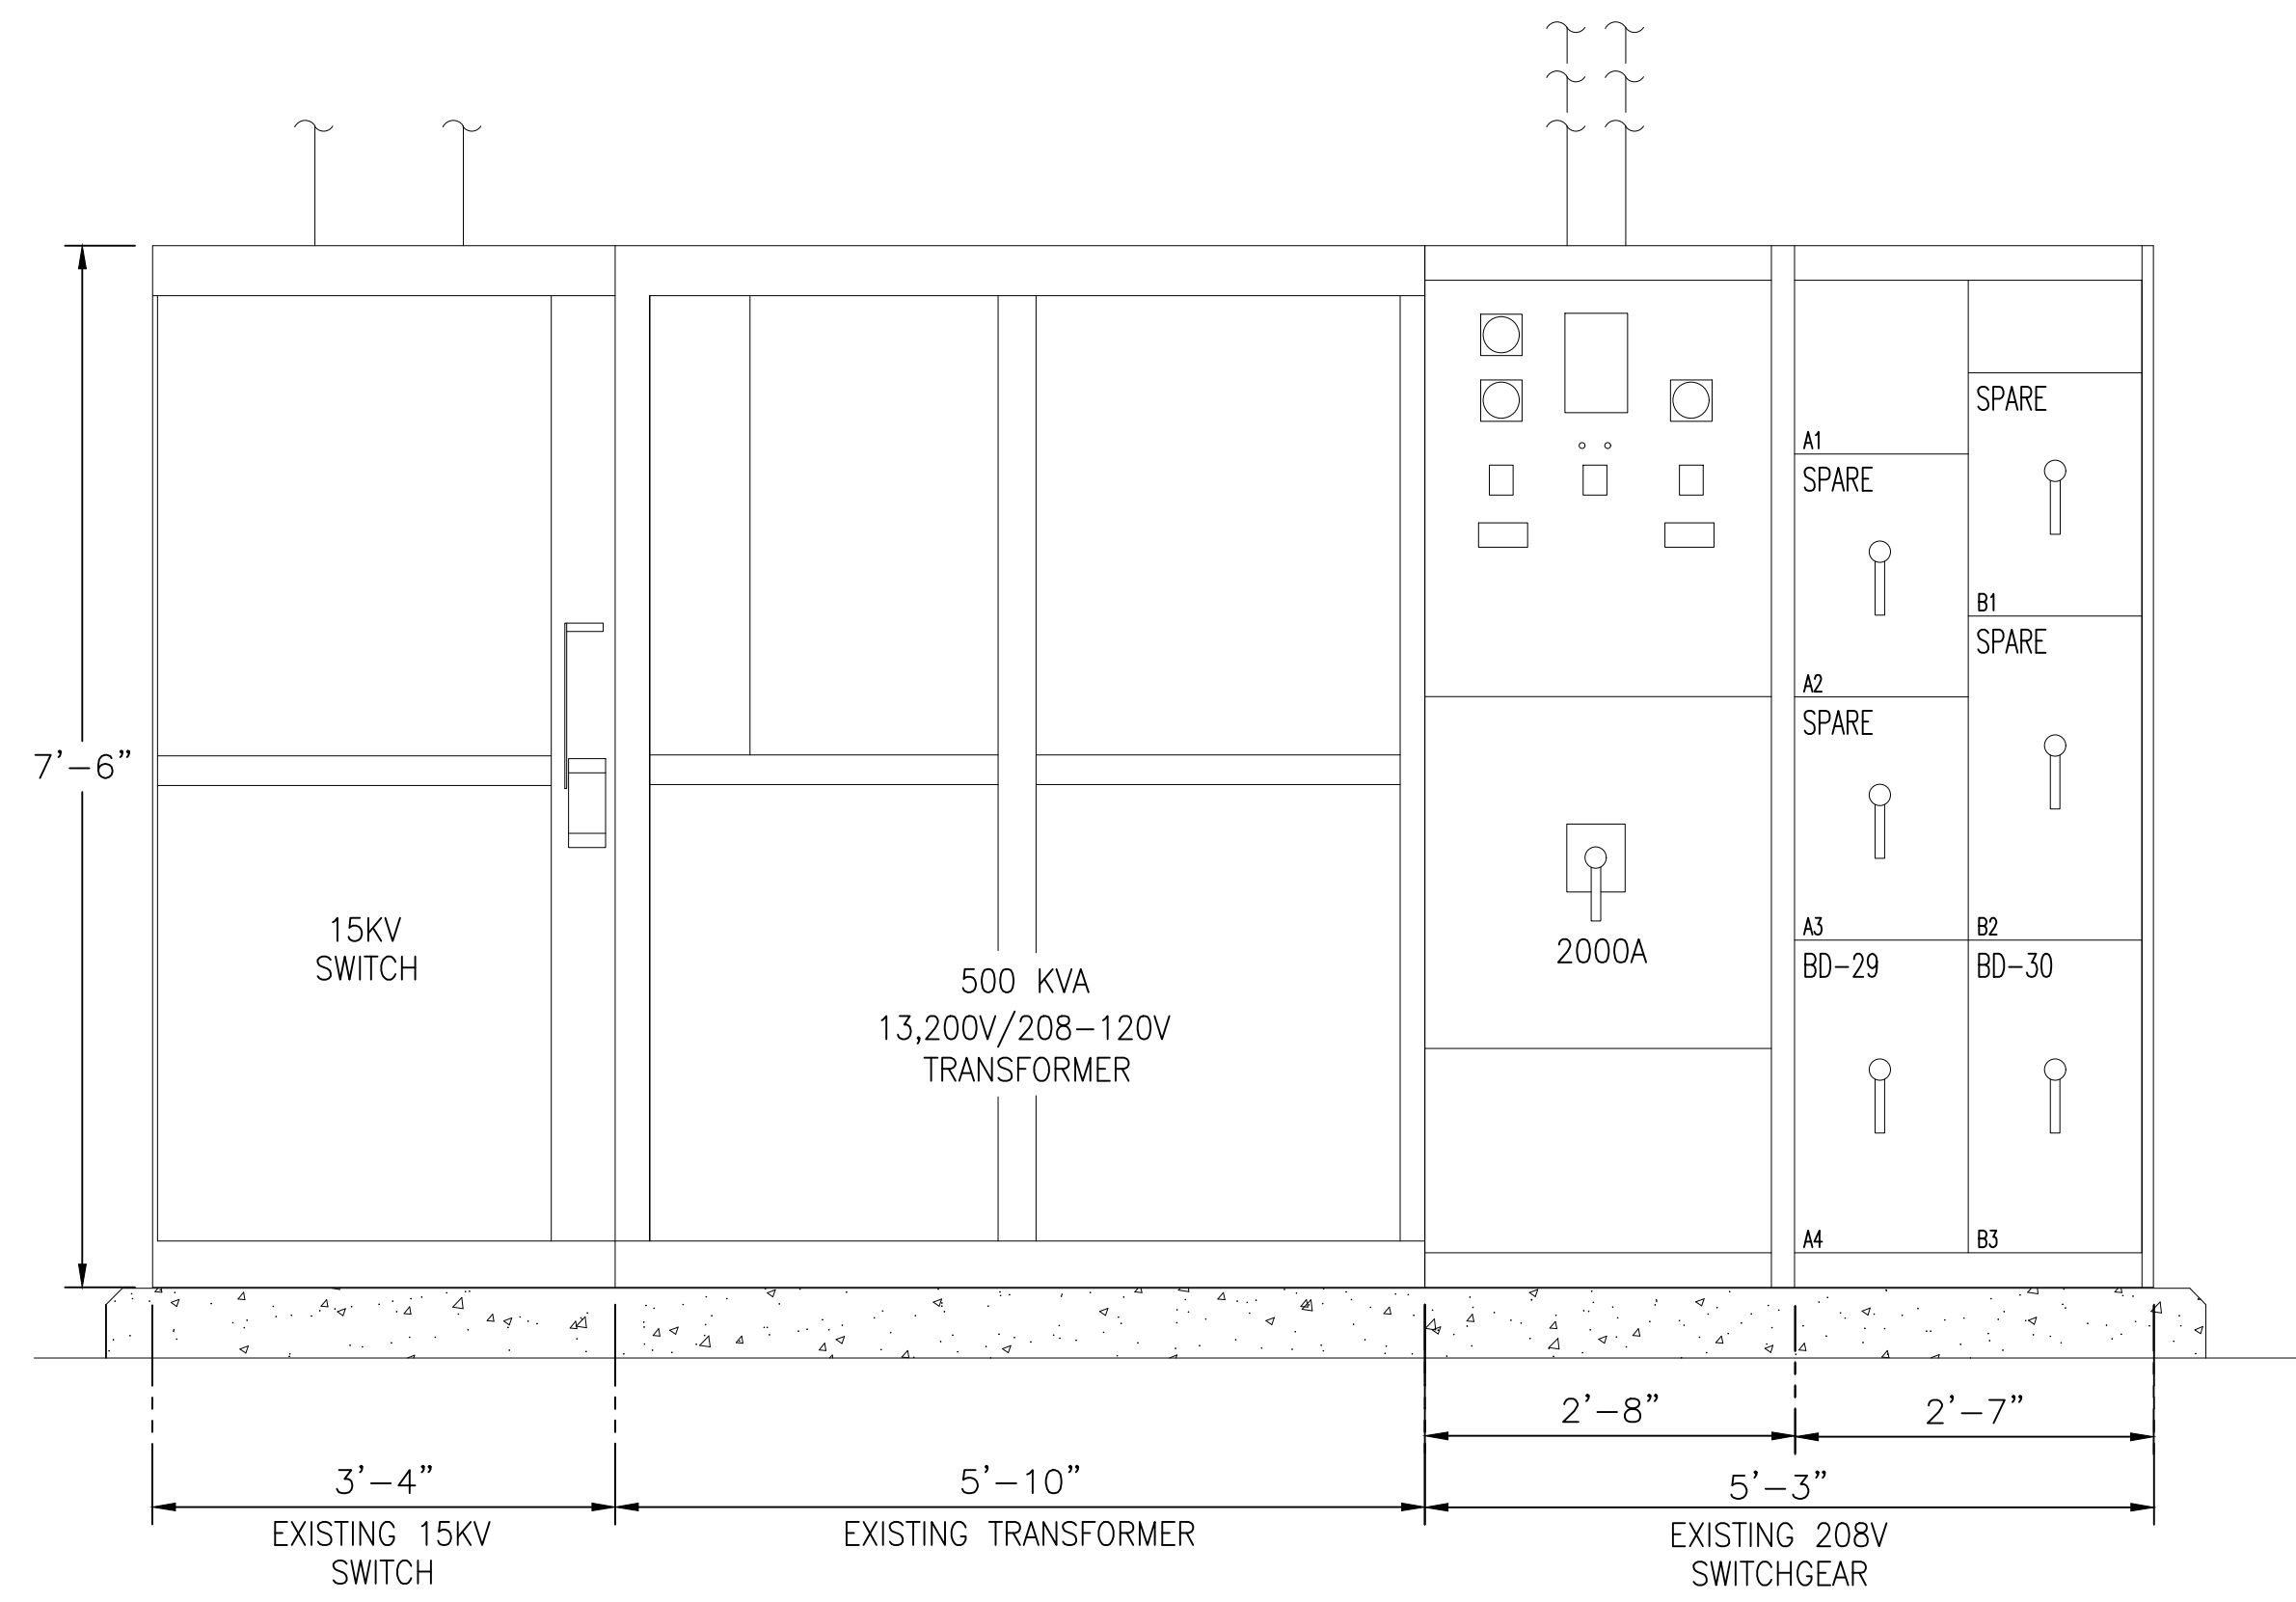 A1
SPARE
SPARE
B1
SPARE
A2
SPARE
7'-6"
15KV
SWITCH
500 KVA
13,200V/208-120V
TRANSFORMER
2000A
A3
B2
BD-29
BD-30
A4
B3
2'-8"
2'-7"
3'-4"
5'-10"
5'-3"
EXISTING 15KV
SWITCH
EXISTING TRANSFORMER
EXISTING 208V
SWITCHGEAR